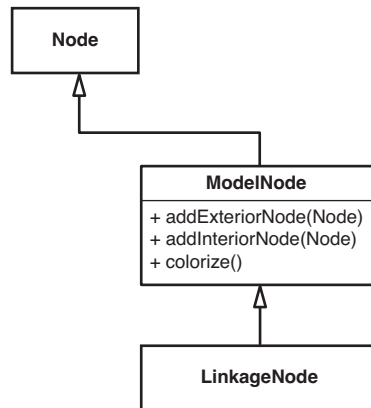 Node
ModelNode
+ addExteriorNode(Node)
+ addInteriorNode(Node)
+ colorize()
LinkageNode